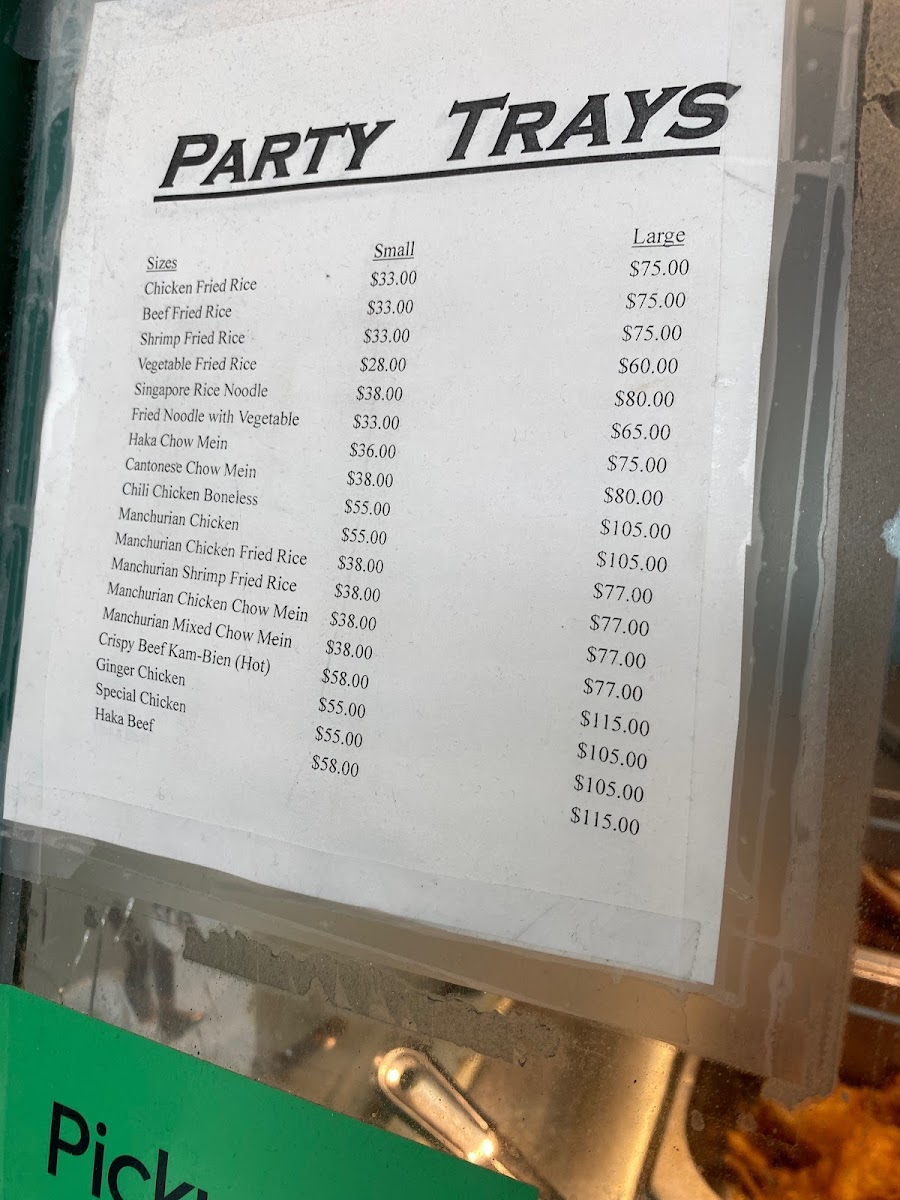 PARTY TRAYS
Sizes Small Large
Chicken Fried Rice $33.00 $75.00
Beef Fried Rice $33.00 $75.00
Shrimp Fried Rice $33.00 $75.00
Vegetable Fried Rice $28.00 $60.00
Singapore Rice Noodle $38.00 $80.00
Fried Noodle with Vegetable $33.00 $65.00
Haka Chow Mein $36.00 $75.00
Cantonese Chow Mein $38.00 $80.00
Chili Chicken Boneless $55.00 $105.00
Manchurian Chicken $55.00 $105.00
Manchurian Chicken Fried Rice $38.00 $77.00
Manchurian Shrimp Fried Rice $38.00 $77.00
Manchurian Chicken Chow Mein $38.00 $77.00
Manchurian Mixed Chow Mein $38.00 $77.00
Crispy Beef Kam-Bien (Hot) $58.00 $115.00
Ginger Chicken $55.00 $105.00
Special Chicken $55.00 $105.00
Haka Beef $58.00 $115.00